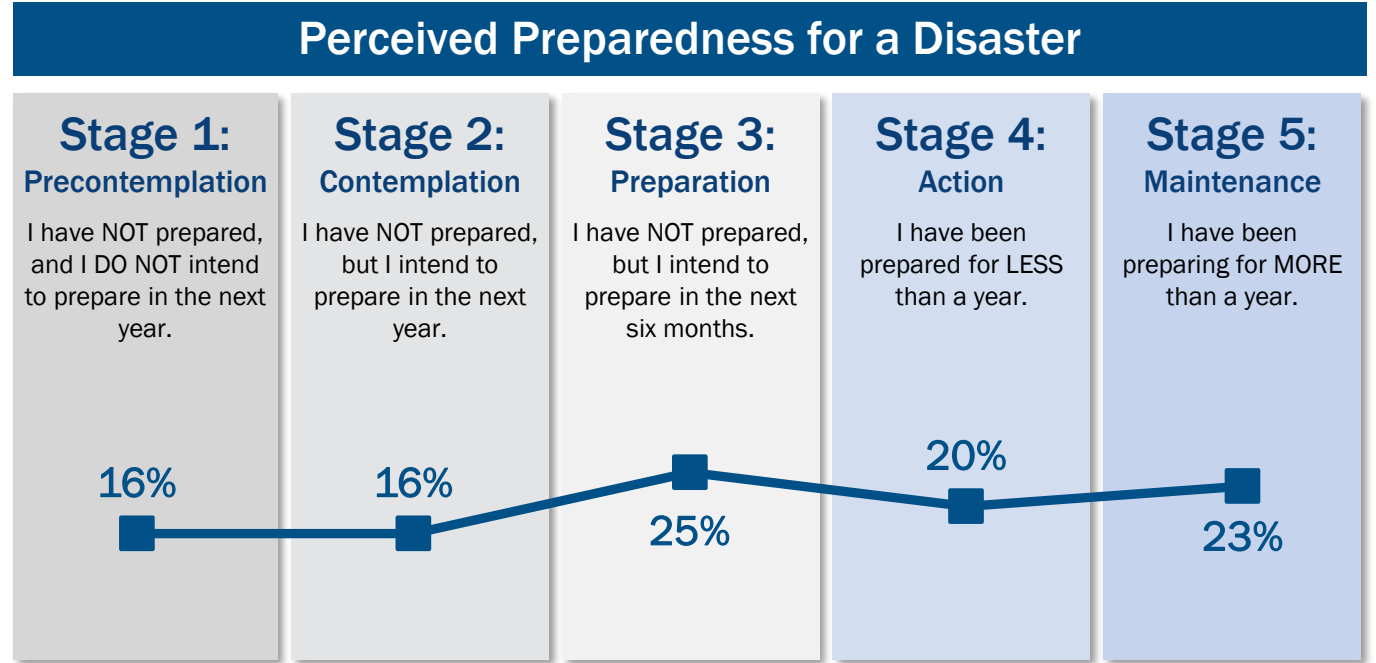 Perceived Preparedness for a Disaster
Stage 1:
Precontemplation
I have NOT prepared,
and I DO NOT intend
to prepare in the next
year.
16%
Stage 2:
Contemplation
I have NOT prepared,
but I intend to
prepare in the next
year.
16%
Stage 3:
Preparation
I have NOT prepared,
but I intend to
prepare in the next
six months.
25%
Stage 4:
Action
I have been
prepared for LESS
than a year.
20%
Stage 5:
Maintenance
I have been
preparing for MORE
than a year.
23%